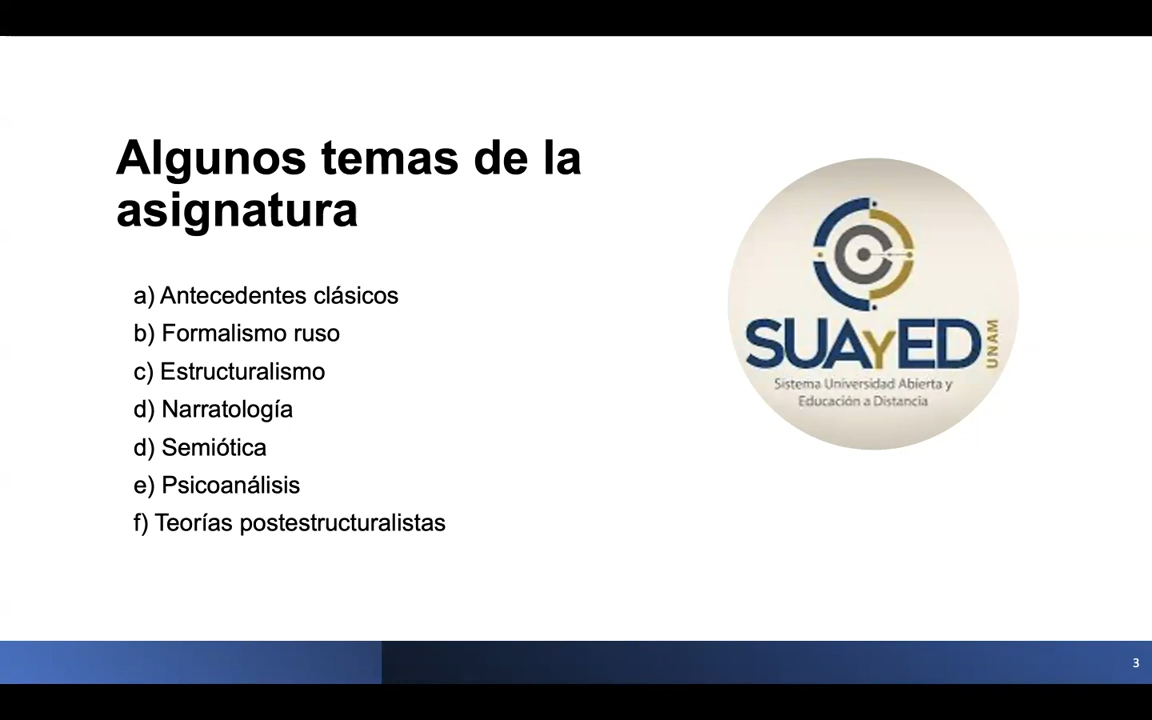 Algunos temas de la
asignatura
a) Antecedentes clásicos
b) Formalismo ruso
c) Estructuralismo
d) Narratología
d) Semiótica
e) Psicoanálisis
f) Teorías postestructuralistas
SUAYED
UNAM
Sistema Universidad Abierta y
Educación a Distancia
3